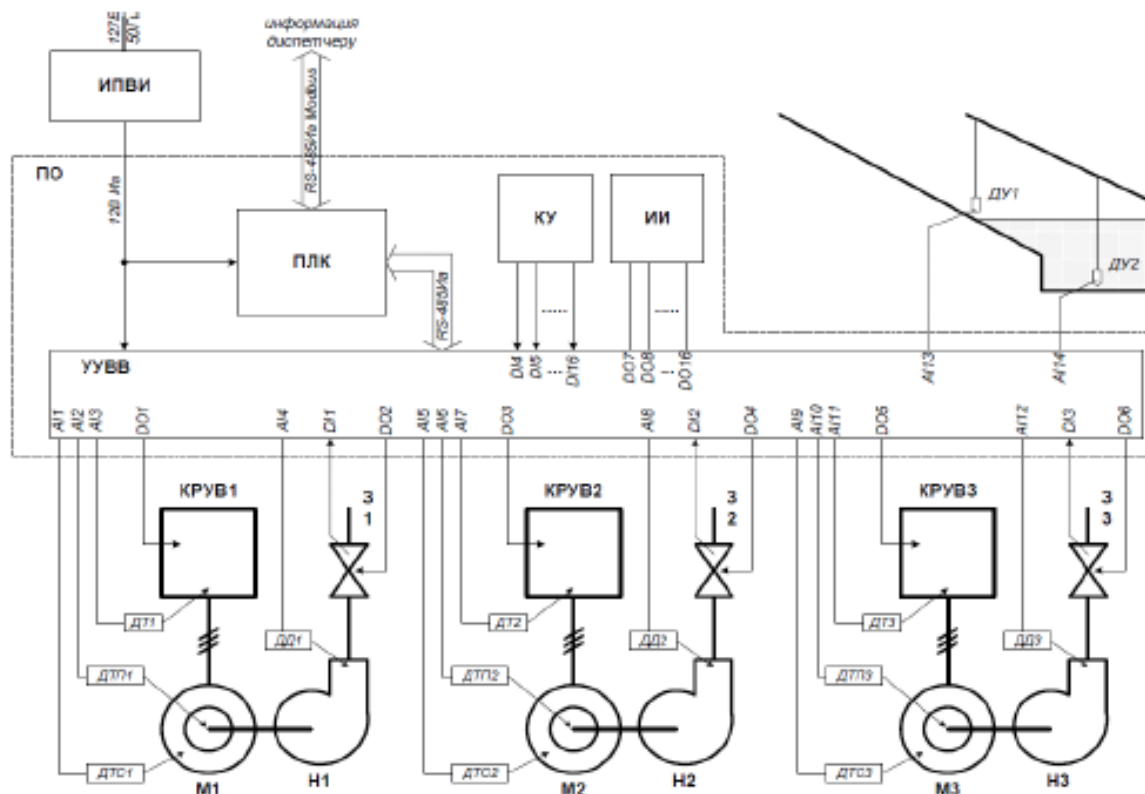 127В
50Гц
информация
диспетчеру
ИПВИ
RS-485Ив Modbus
ПО
12В Ив
ПЛК
RS-485Ив
КУ
ИИ
ДУ1
ДУ2
УУВВ
DI4
DI5
.....
DI16
DO7
DO8
.....
DO16
AI13
AI14
AI1
AI2
AI3
DO1
AI4
DI1
DO2
AI5
AI6
AI7
DO3
AI8
DI2
DO4
AI9
AI10
AI11
DO5
AI12
DI3
DO6
КРУВ1
З
1
КРУВ2
З
2
КРУВ3
З
3
ДТ1
ДД1
ДТ2
ДД2
ДТ3
ДД3
ДТП1
ДТП2
ДТП3
ДТС1
ДТС2
ДТС3
М1
Н1
М2
Н2
М3
Н3